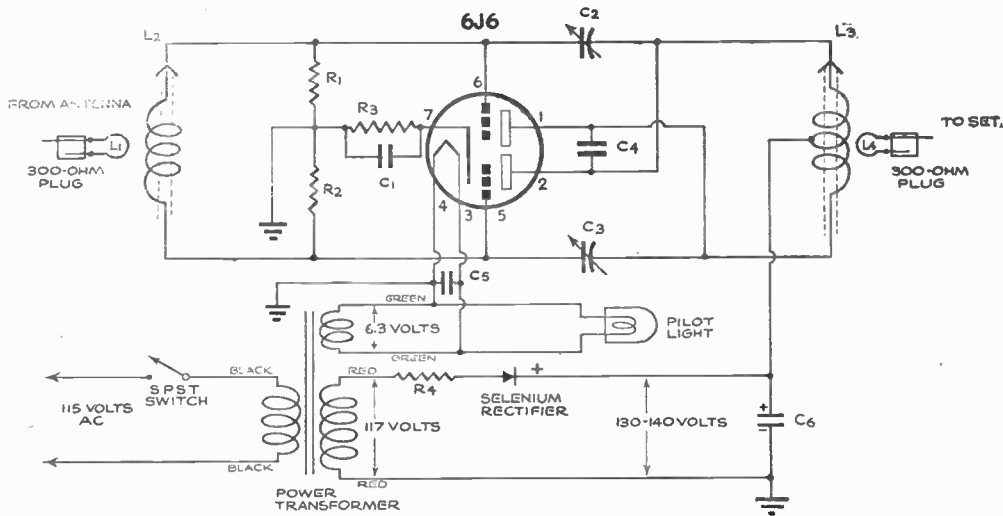 6J6
C2
L2
L3
R1
6
FROM ANTENNA
R3
7
1
TO SET.
L1
C4
L4
300-OHM
PLUG
C1
2
300-OHM
PLUG
R2
4
3
5
C3
C5
GREEN
6.3 VOLTS
PILOT
LIGHT
GREEN
BLACK
RED
R4
+
S.P.S.T.
SWITCH
115 VOLTS
AC
SELENIUM
RECTIFIER
117 VOLTS
130-140 VOLTS
+
-
C6
BLACK
RED
POWER
TRANSFORMER